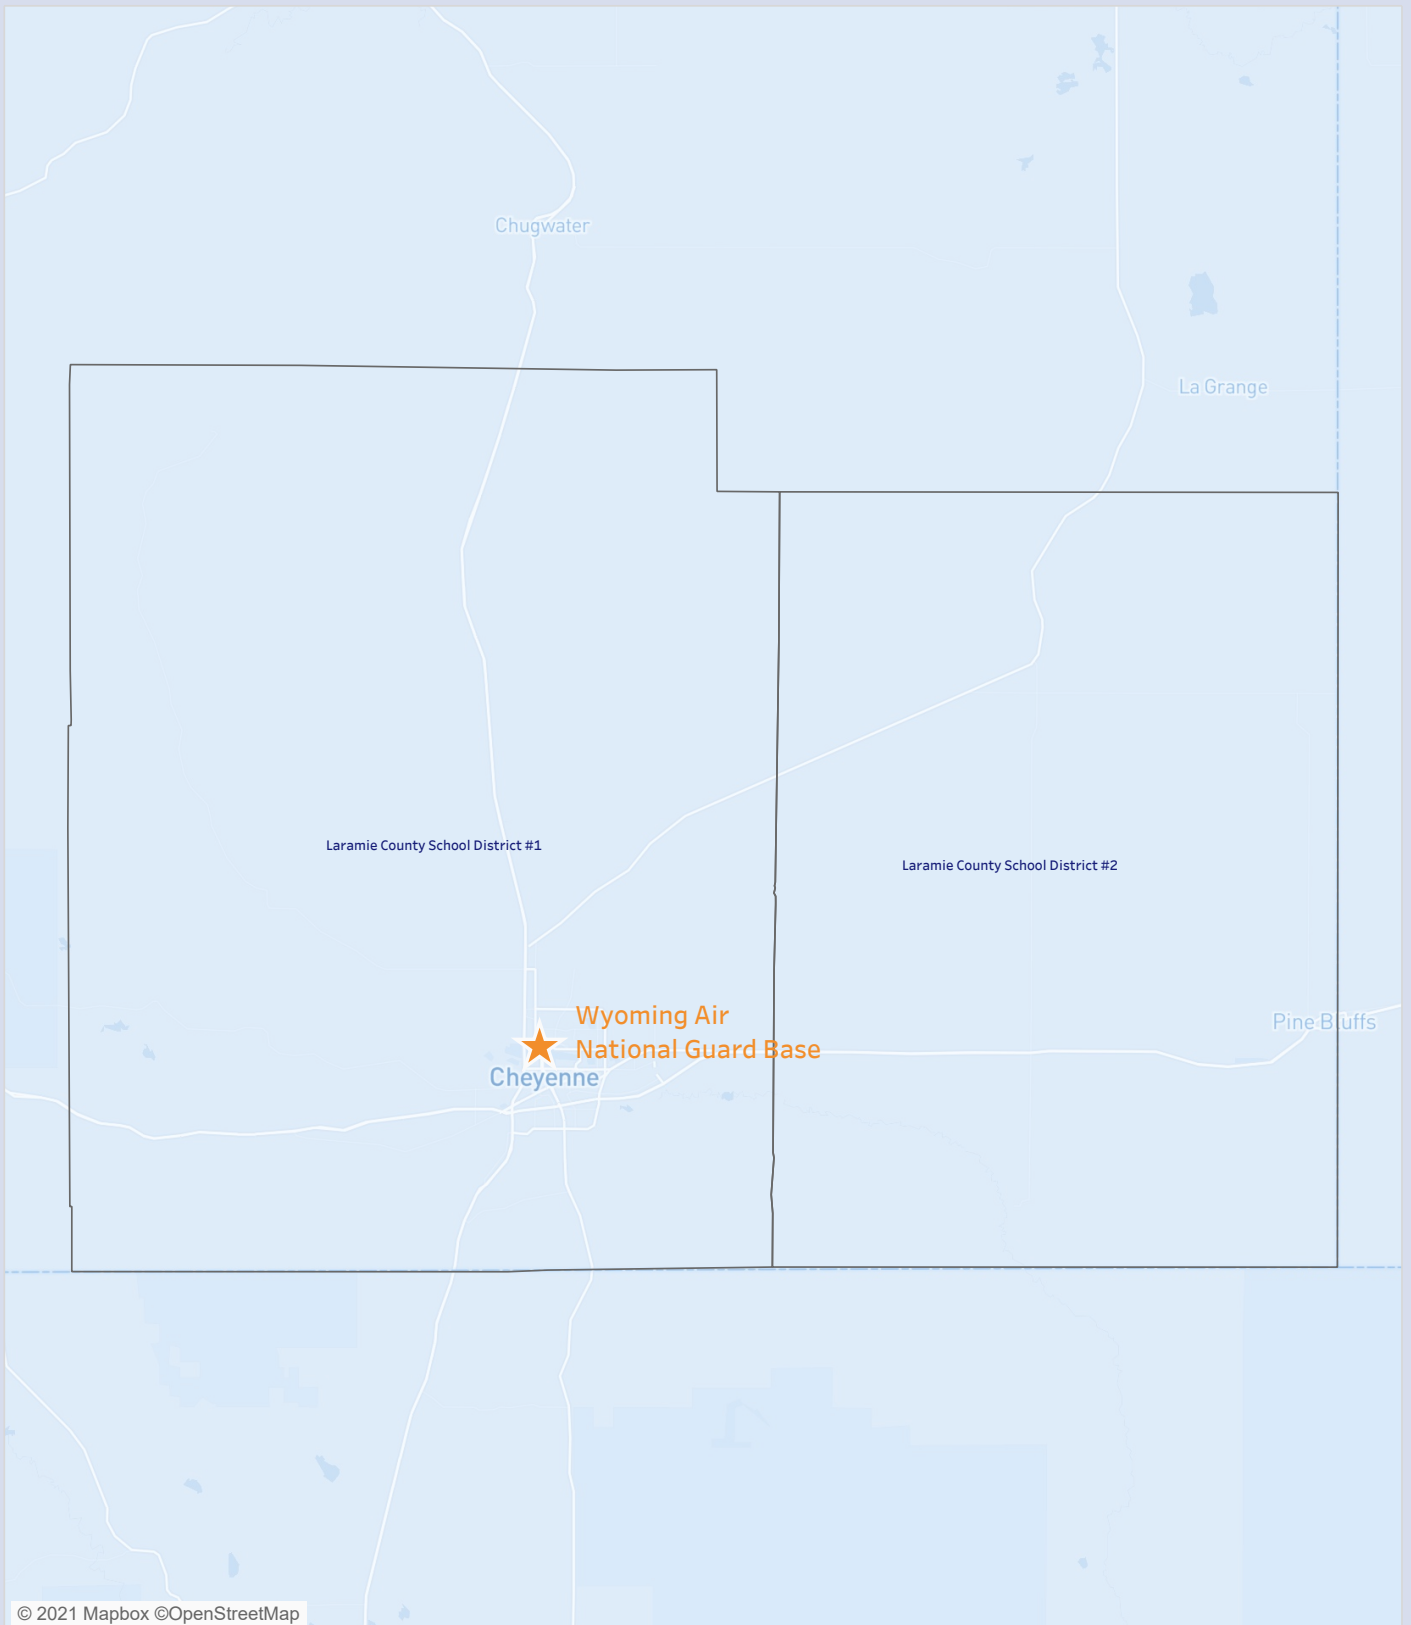 Chugwater
La Grange
Laramie County School District #1
Laramie County School District #2
Wyoming Air
National Guard Base
Pine Bluffs
Cheyenne
© 2021 Mapbox ©OpenStreetMap